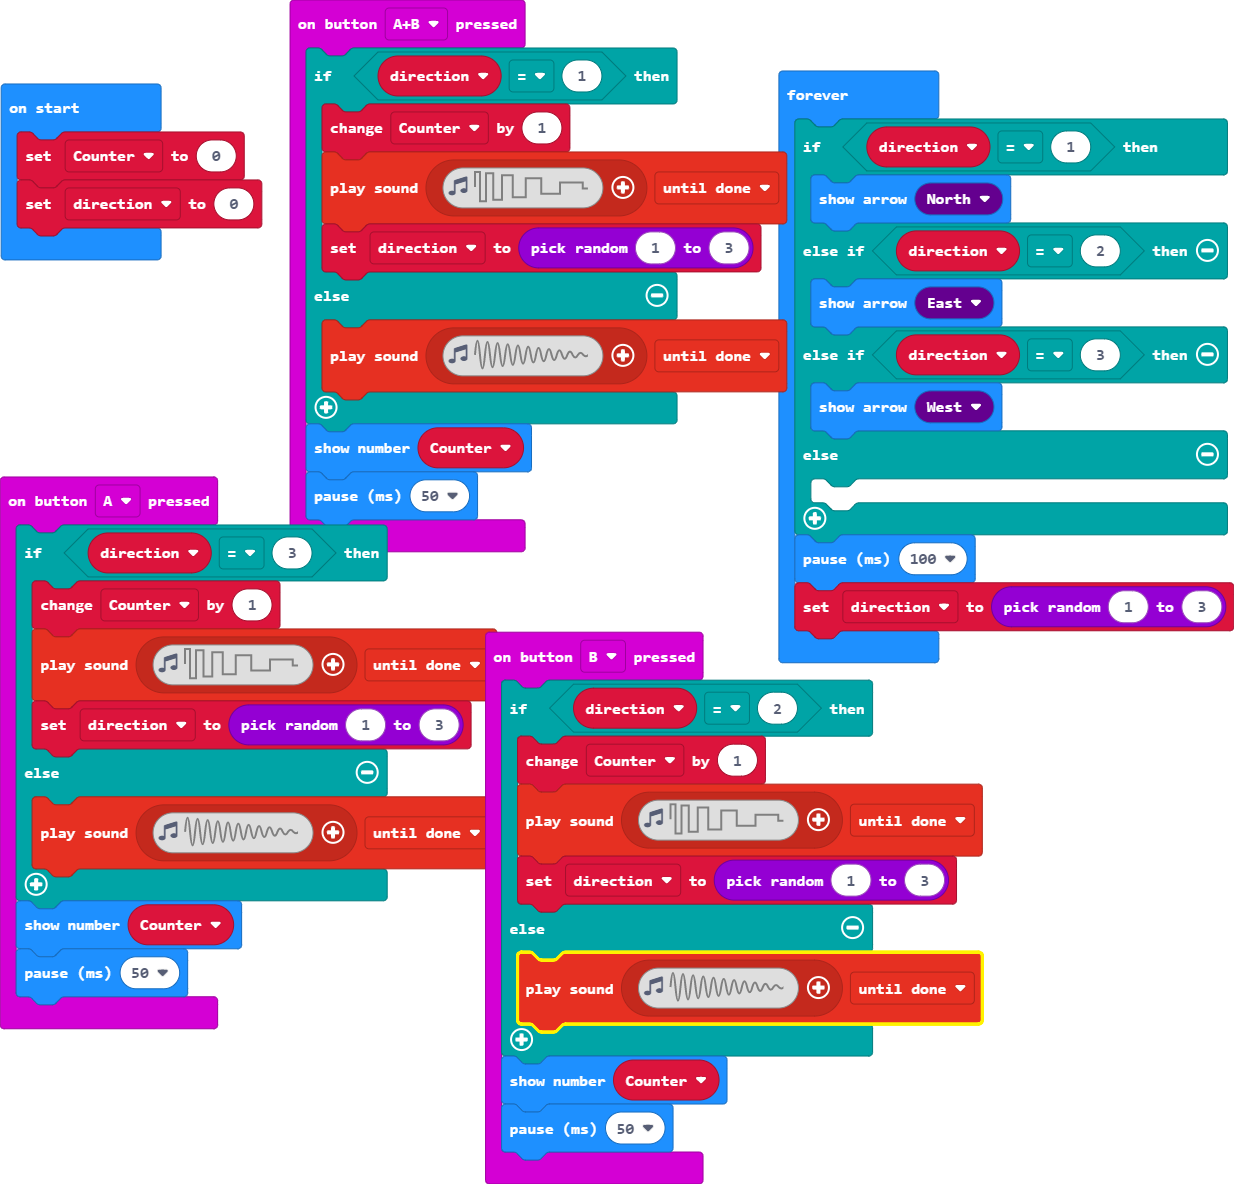 on start
set Counter to 0
set direction to 0
on button A+B pressed
if direction = 1 then
change Counter by 1
play sound until done
set direction to pick random 1 to 3
else
play sound until done
show number Counter
pause (ms) 50
forever
if direction = 1 then
show arrow North
else if direction = 2 then
show arrow East
else if direction = 3 then
show arrow West
else
pause (ms) 100
set direction to pick random 1 to 3
on button A pressed
if direction = 3 then
change Counter by 1
play sound until done
set direction to pick random 1 to 3
else
play sound until done
show number Counter
pause (ms) 50
on button B pressed
if direction = 2 then
change Counter by 1
play sound until done
set direction to pick random 1 to 3
else
play sound until done
show number Counter
pause (ms) 50